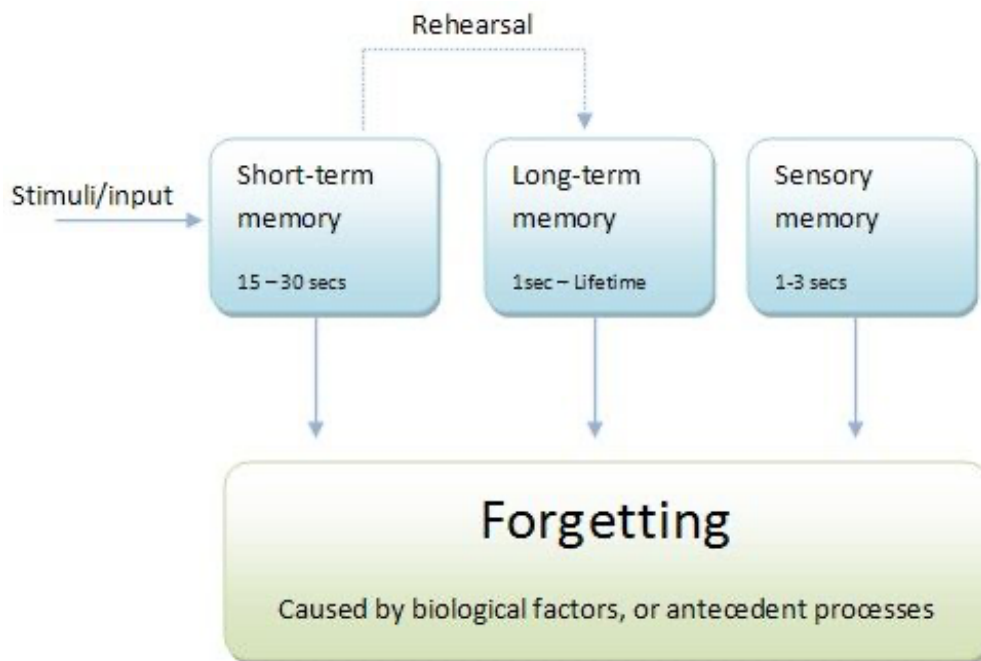 Rehearsal
Stimuli/input
Short-term
memory
15 – 30 secs
Long-term
memory
1sec – Lifetime
Sensory
memory
1-3 secs
Forgetting
Caused by biological factors, or antecedent processes